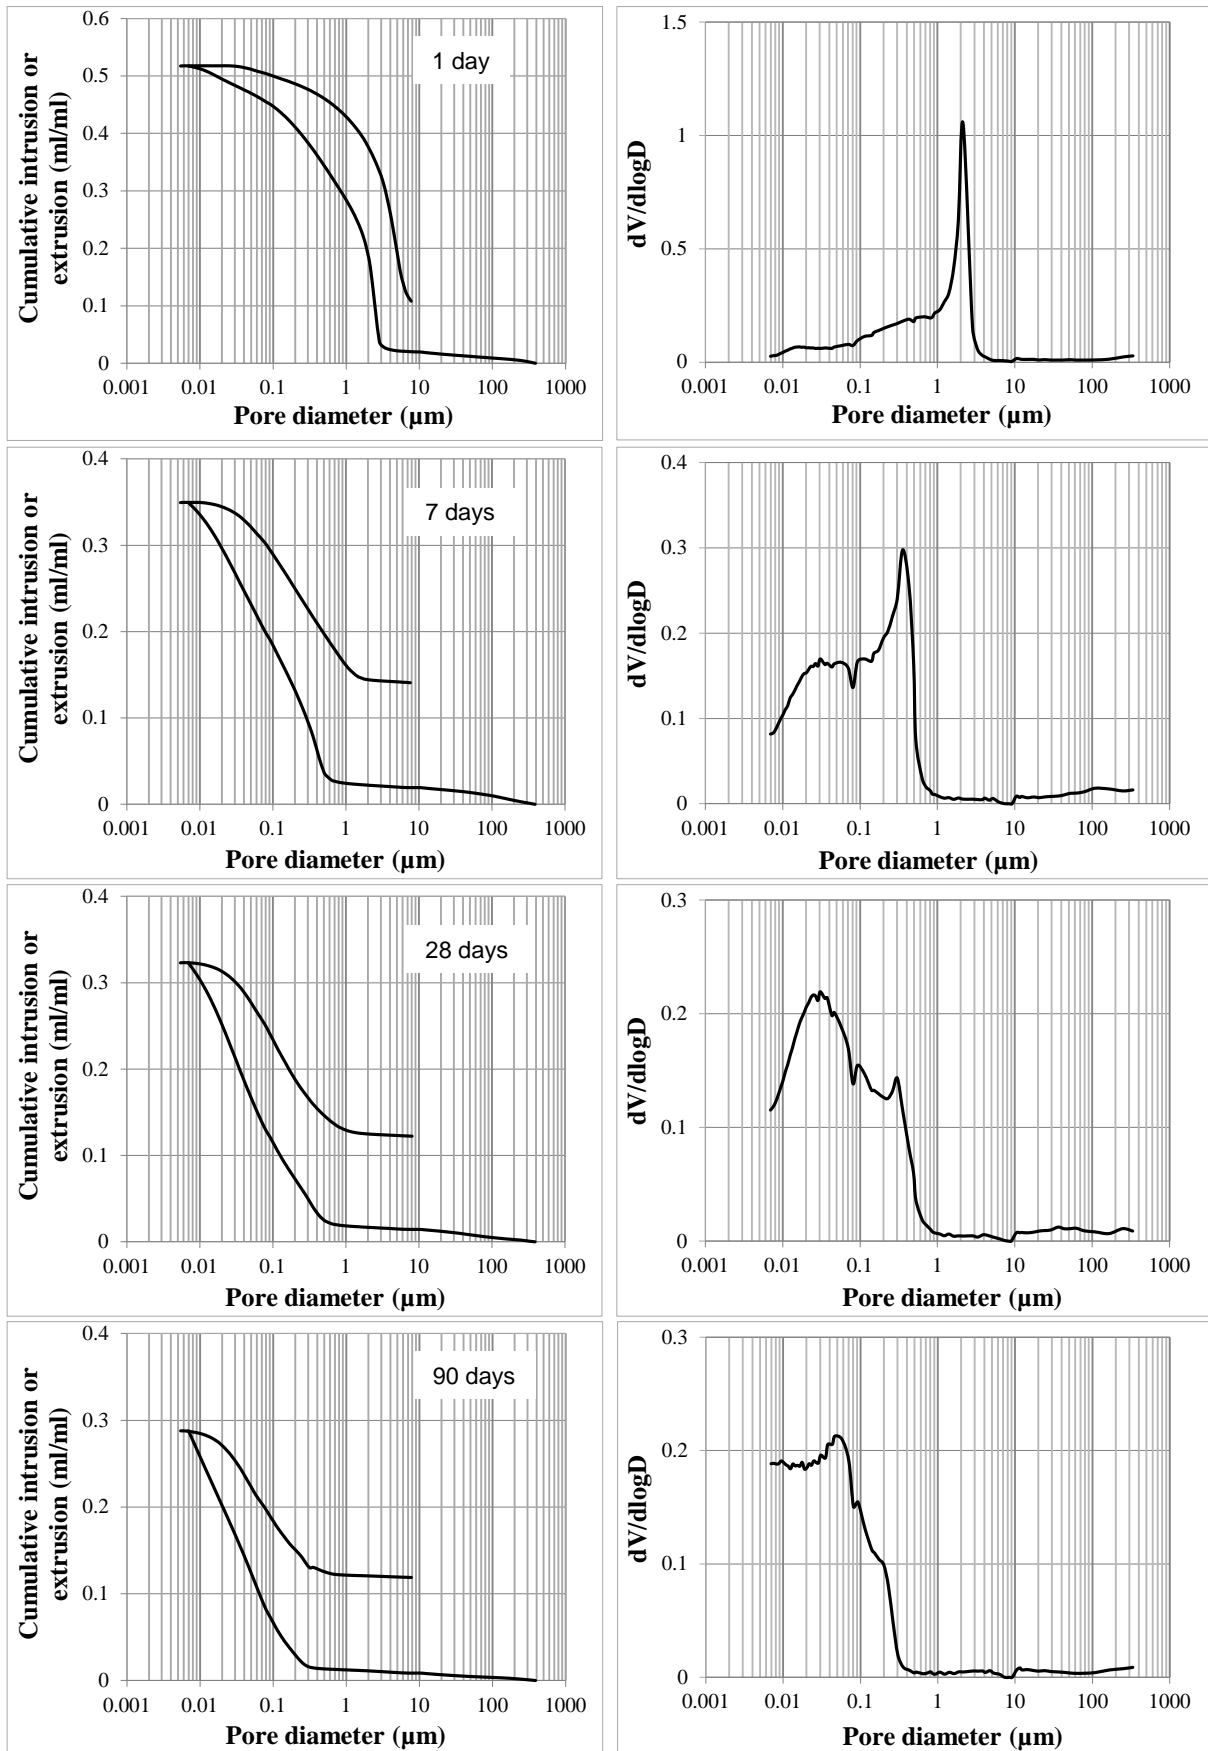 Cumulative intrusion or
extrusion (ml/ml)
0.6
0.5
0.4
0.3
0.2
0.1
0
1 day
0.001 0.01 0.1 1 10 100 1000
Pore diameter (µm)
dV/dlogD
1.5
1
0.5
0
0.001 0.01 0.1 1 10 100 1000
Pore diameter (µm)
Cumulative intrusion or
extrusion (ml/ml)
0.4
0.3
0.2
0.1
0
7 days
0.001 0.01 0.1 1 10 100 1000
Pore diameter (µm)
dV/dlogD
0.4
0.3
0.2
0.1
0
0.001 0.01 0.1 1 10 100 1000
Pore diameter (µm)
Cumulative intrusion or
extrusion (ml/ml)
0.4
0.3
0.2
0.1
0
28 days
0.001 0.01 0.1 1 10 100 1000
Pore diameter (µm)
dV/dlogD
0.3
0.2
0.1
0
0.001 0.01 0.1 1 10 100 1000
Pore diameter (µm)
Cumulative intrusion or
extrusion (ml/ml)
0.4
0.3
0.2
0.1
0
90 days
0.001 0.01 0.1 1 10 100 1000
Pore diameter (µm)
dV/dlogD
0.3
0.2
0.1
0
0.001 0.01 0.1 1 10 100 1000
Pore diameter (µm)